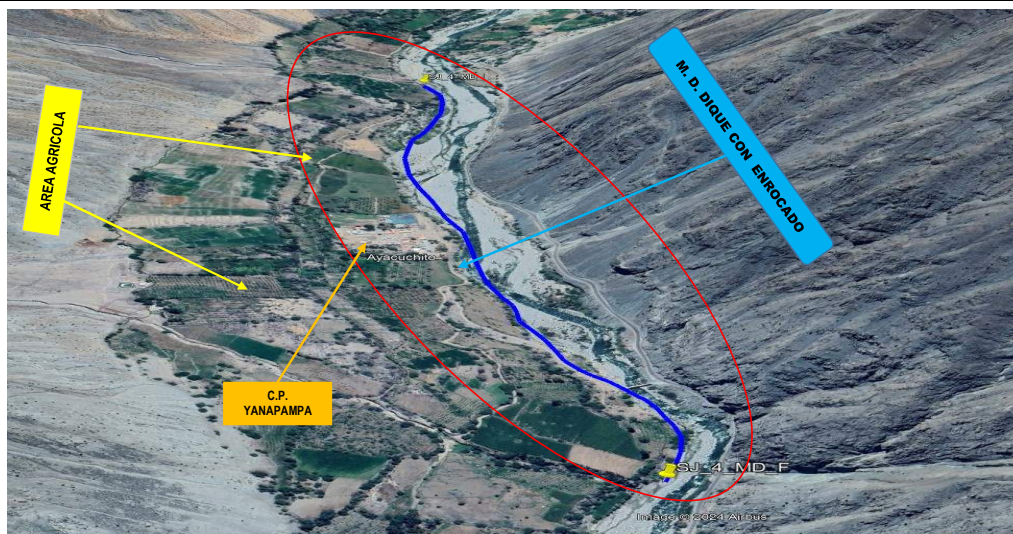 SJ_4_MD_I
M. D. DIQUE CON ENROCADO
AREA AGRICOLA
Ayacuchito
C.P.
YANAPAMPA
SJ_4_MD_F
Image © 2024 Airbus